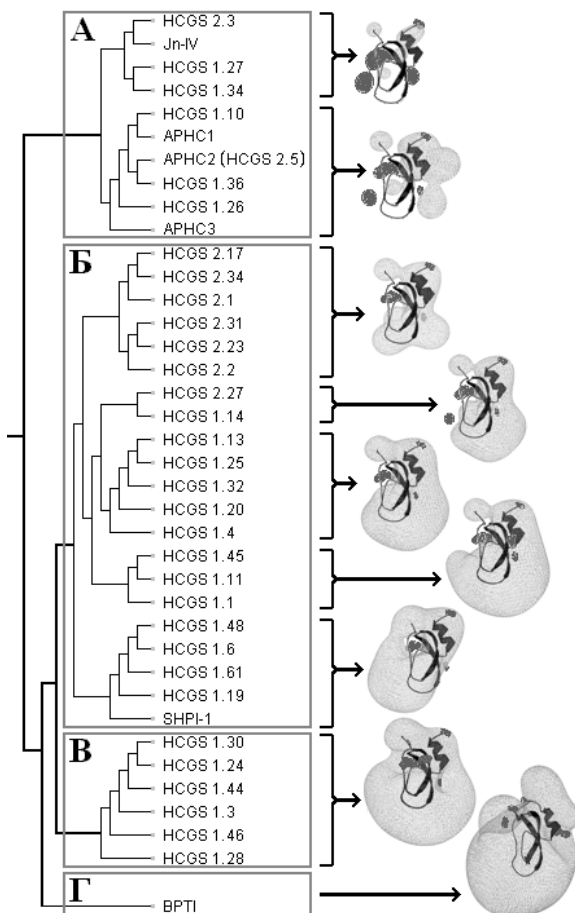 А
HCGS 2.3
Jn-IV
HCGS 1.27
HCGS 1.34
HCGS 1.10
APHC1
APHC2 (HCGS 2.5)
HCGS 1.36
HCGS 1.26
APHC3
Б
HCGS 2.17
HCGS 2.34
HCGS 2.1
HCGS 2.31
HCGS 2.23
HCGS 2.2
HCGS 2.27
HCGS 1.14
HCGS 1.13
HCGS 1.25
HCGS 1.32
HCGS 1.20
HCGS 1.4
HCGS 1.45
HCGS 1.11
HCGS 1.1
HCGS 1.48
HCGS 1.6
HCGS 1.61
HCGS 1.19
SHPI-1
В
HCGS 1.30
HCGS 1.24
HCGS 1.44
HCGS 1.3
HCGS 1.46
HCGS 1.28
Г
BPTI